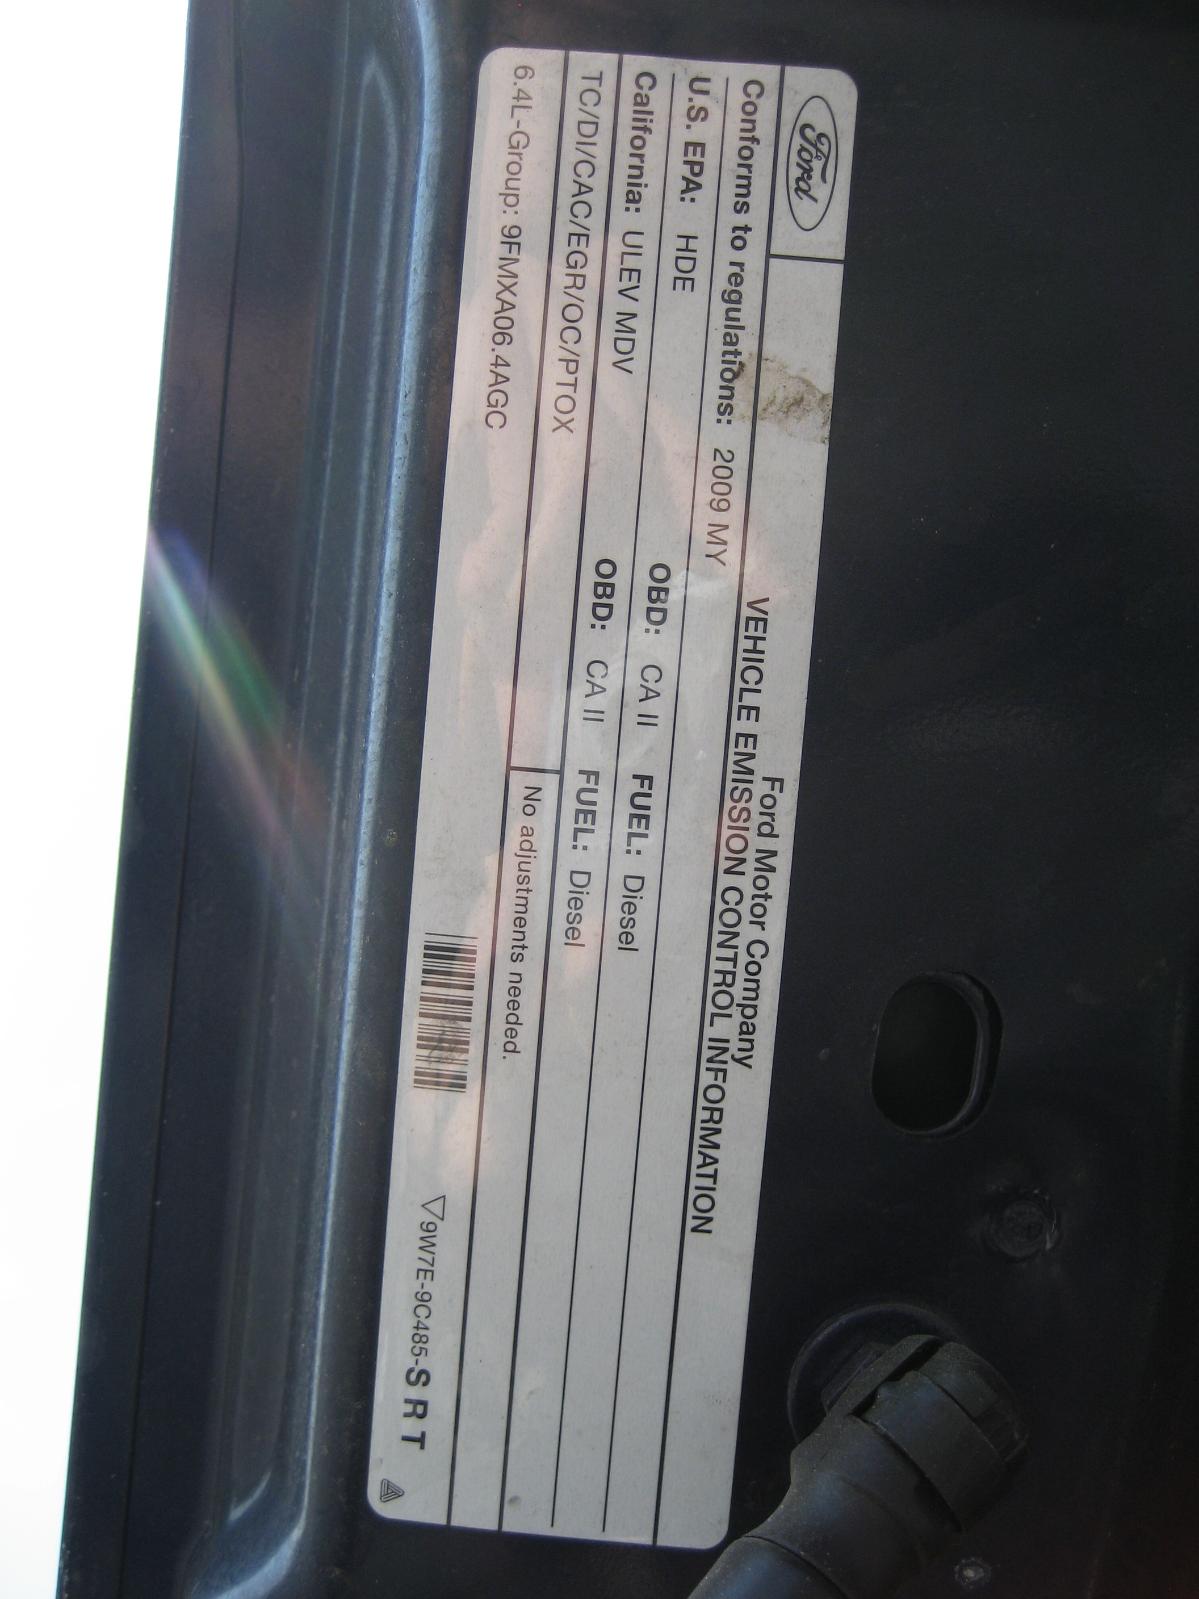 Ford
Ford Motor Company
VEHICLE EMISSION CONTROL INFORMATION
Conforms to regulations: 2009 MY
U.S. EPA: HDE OBD: CA II FUEL: Diesel
California: ULEV MDV OBD: CA II FUEL: Diesel
TC/DI/CAC/EGR/OC/PTOX
No adjustments needed.
6.4L-Group: 9FMXA06.4AGC
9W7E-9C485-S R T